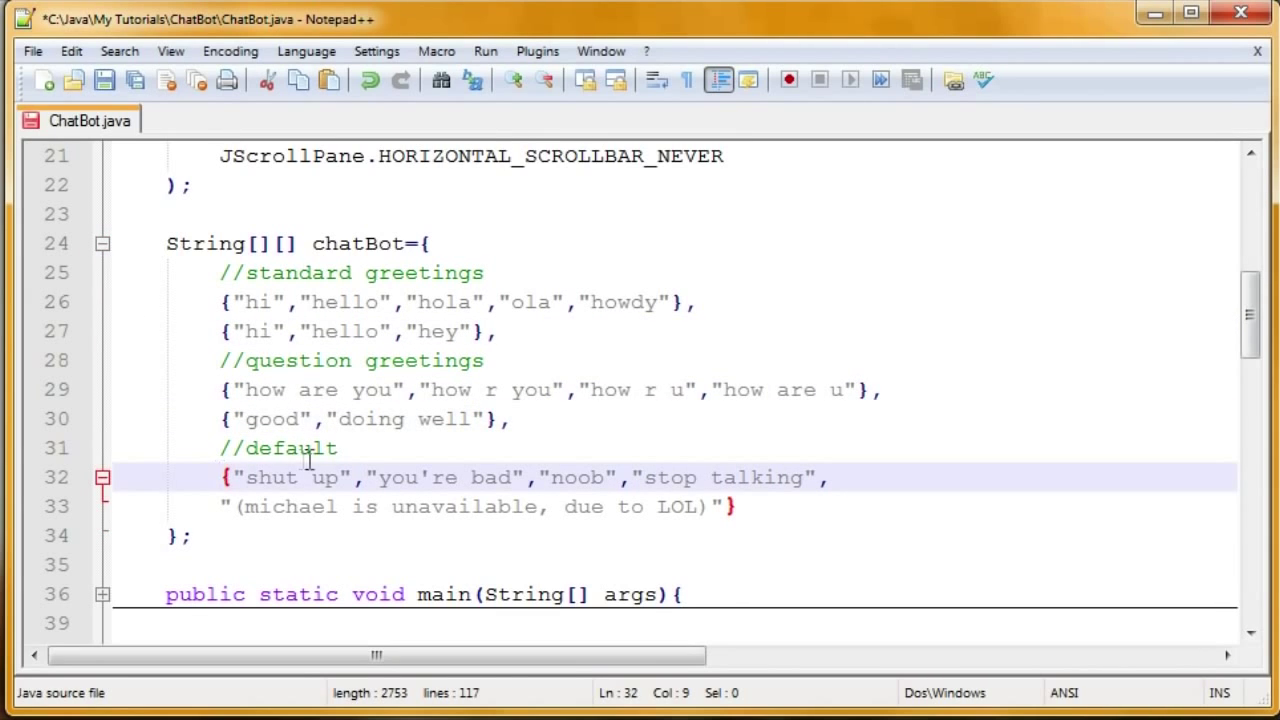 *C:\Java\My Tutorials\ChatBot\ChatBot.java - Notepad++
File Edit Search View Encoding Language Settings Macro Run Plugins Window ? X
ABC
ChatBot.java
21 JScrollPane.HORIZONTAL_SCROLLBAR_NEVER
22 );
23
24 String[][] chatBot={
25 //standard greetings
26 {"hi","hello","hola","ola","howdy"},
27 {"hi","hello","hey"},
28 //question greetings
29 {"how are you","how r you","how r u","how are u"},
30 {"good","doing well"},
31 //default
32 {"shut up","you're bad","noob","stop talking",
33 "(michael is unavailable, due to LOL)"}
34 };
35
36 public static void main(String[] args){
39
Java source file length : 2753 lines : 117 Ln : 32 Col : 9 Sel : 0 Dos\Windows ANSI INS